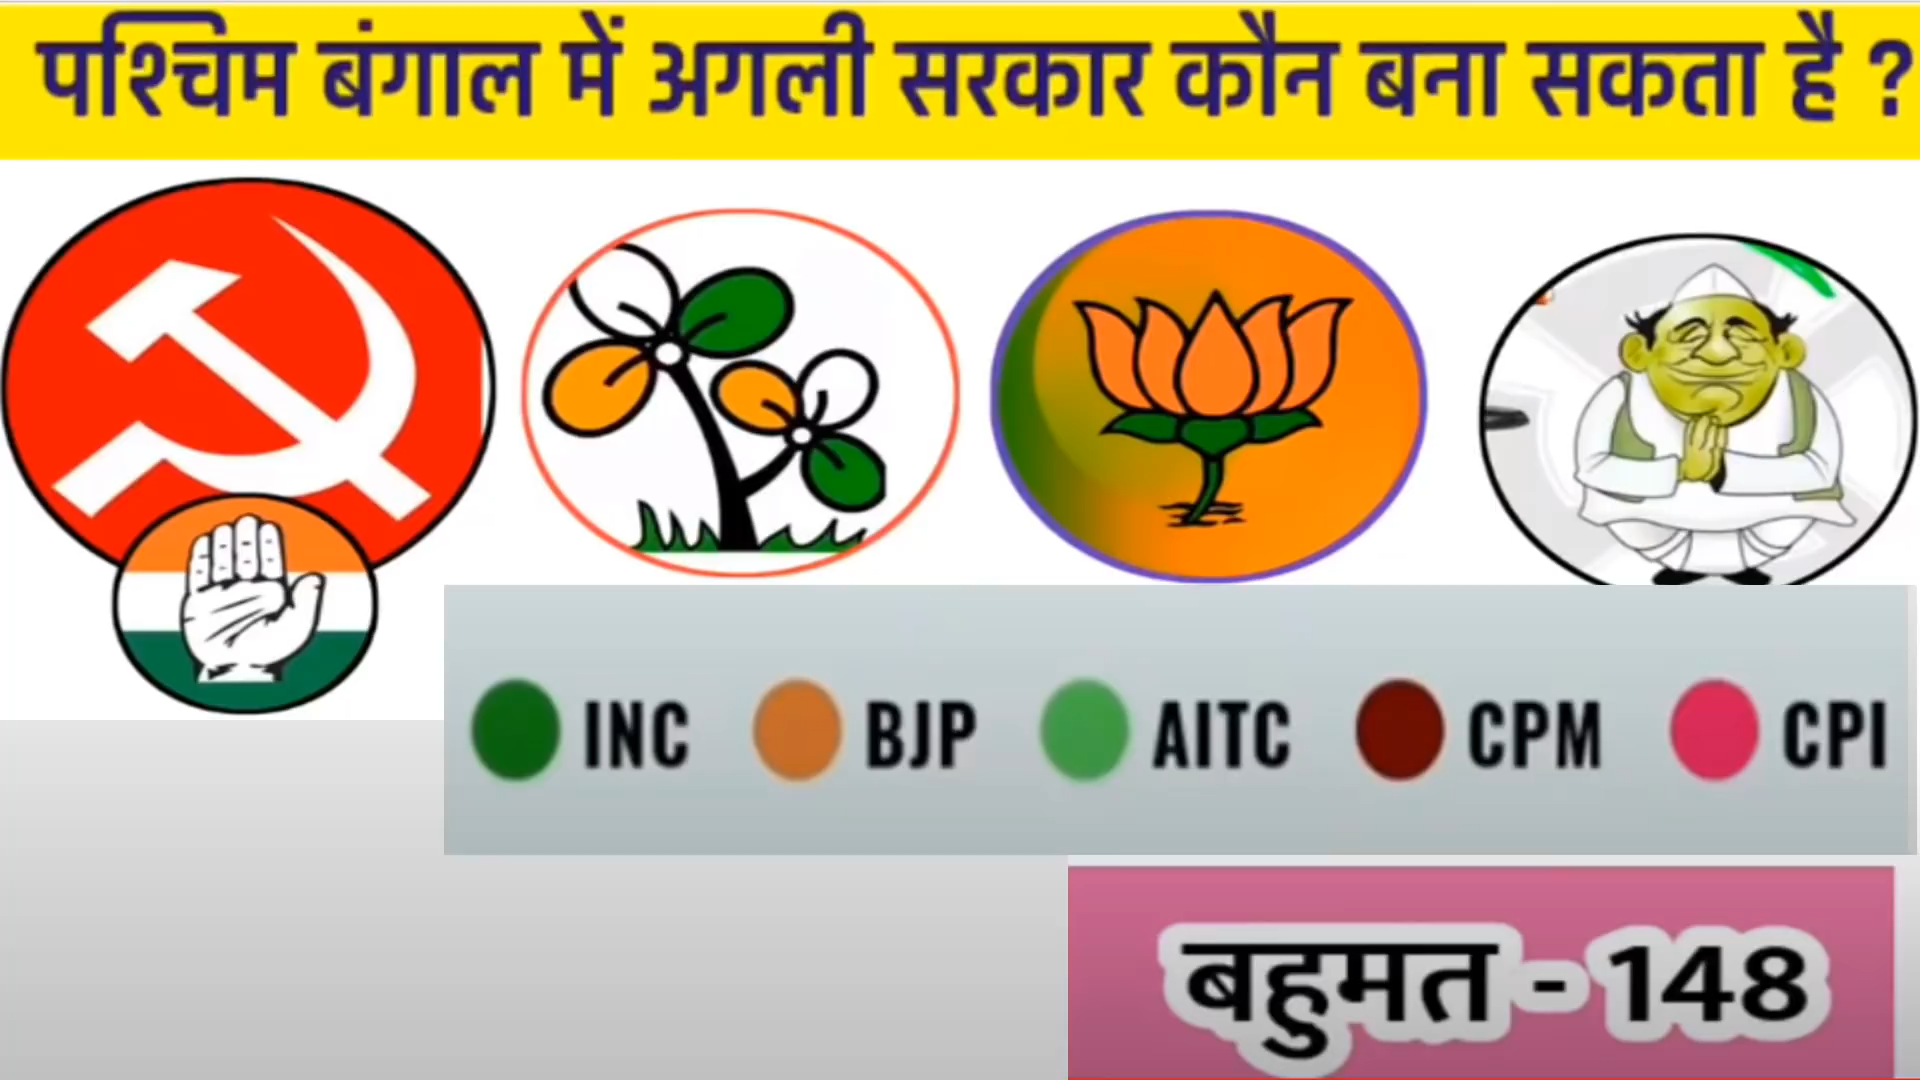 पश्चिम बंगाल में अगली सरकार कौन बना सकता है ?
INC BJP AITC CPM CPI
बहुमत - 148